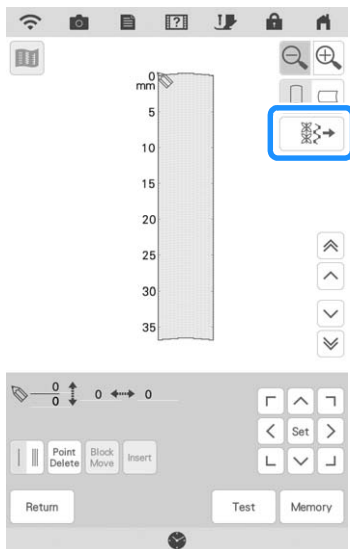 ?
0
mm
5
10
15
20
25
30
35
0
0
0 0
Point
Delete
Block
Move
Insert
Set
Return
Test
Memory